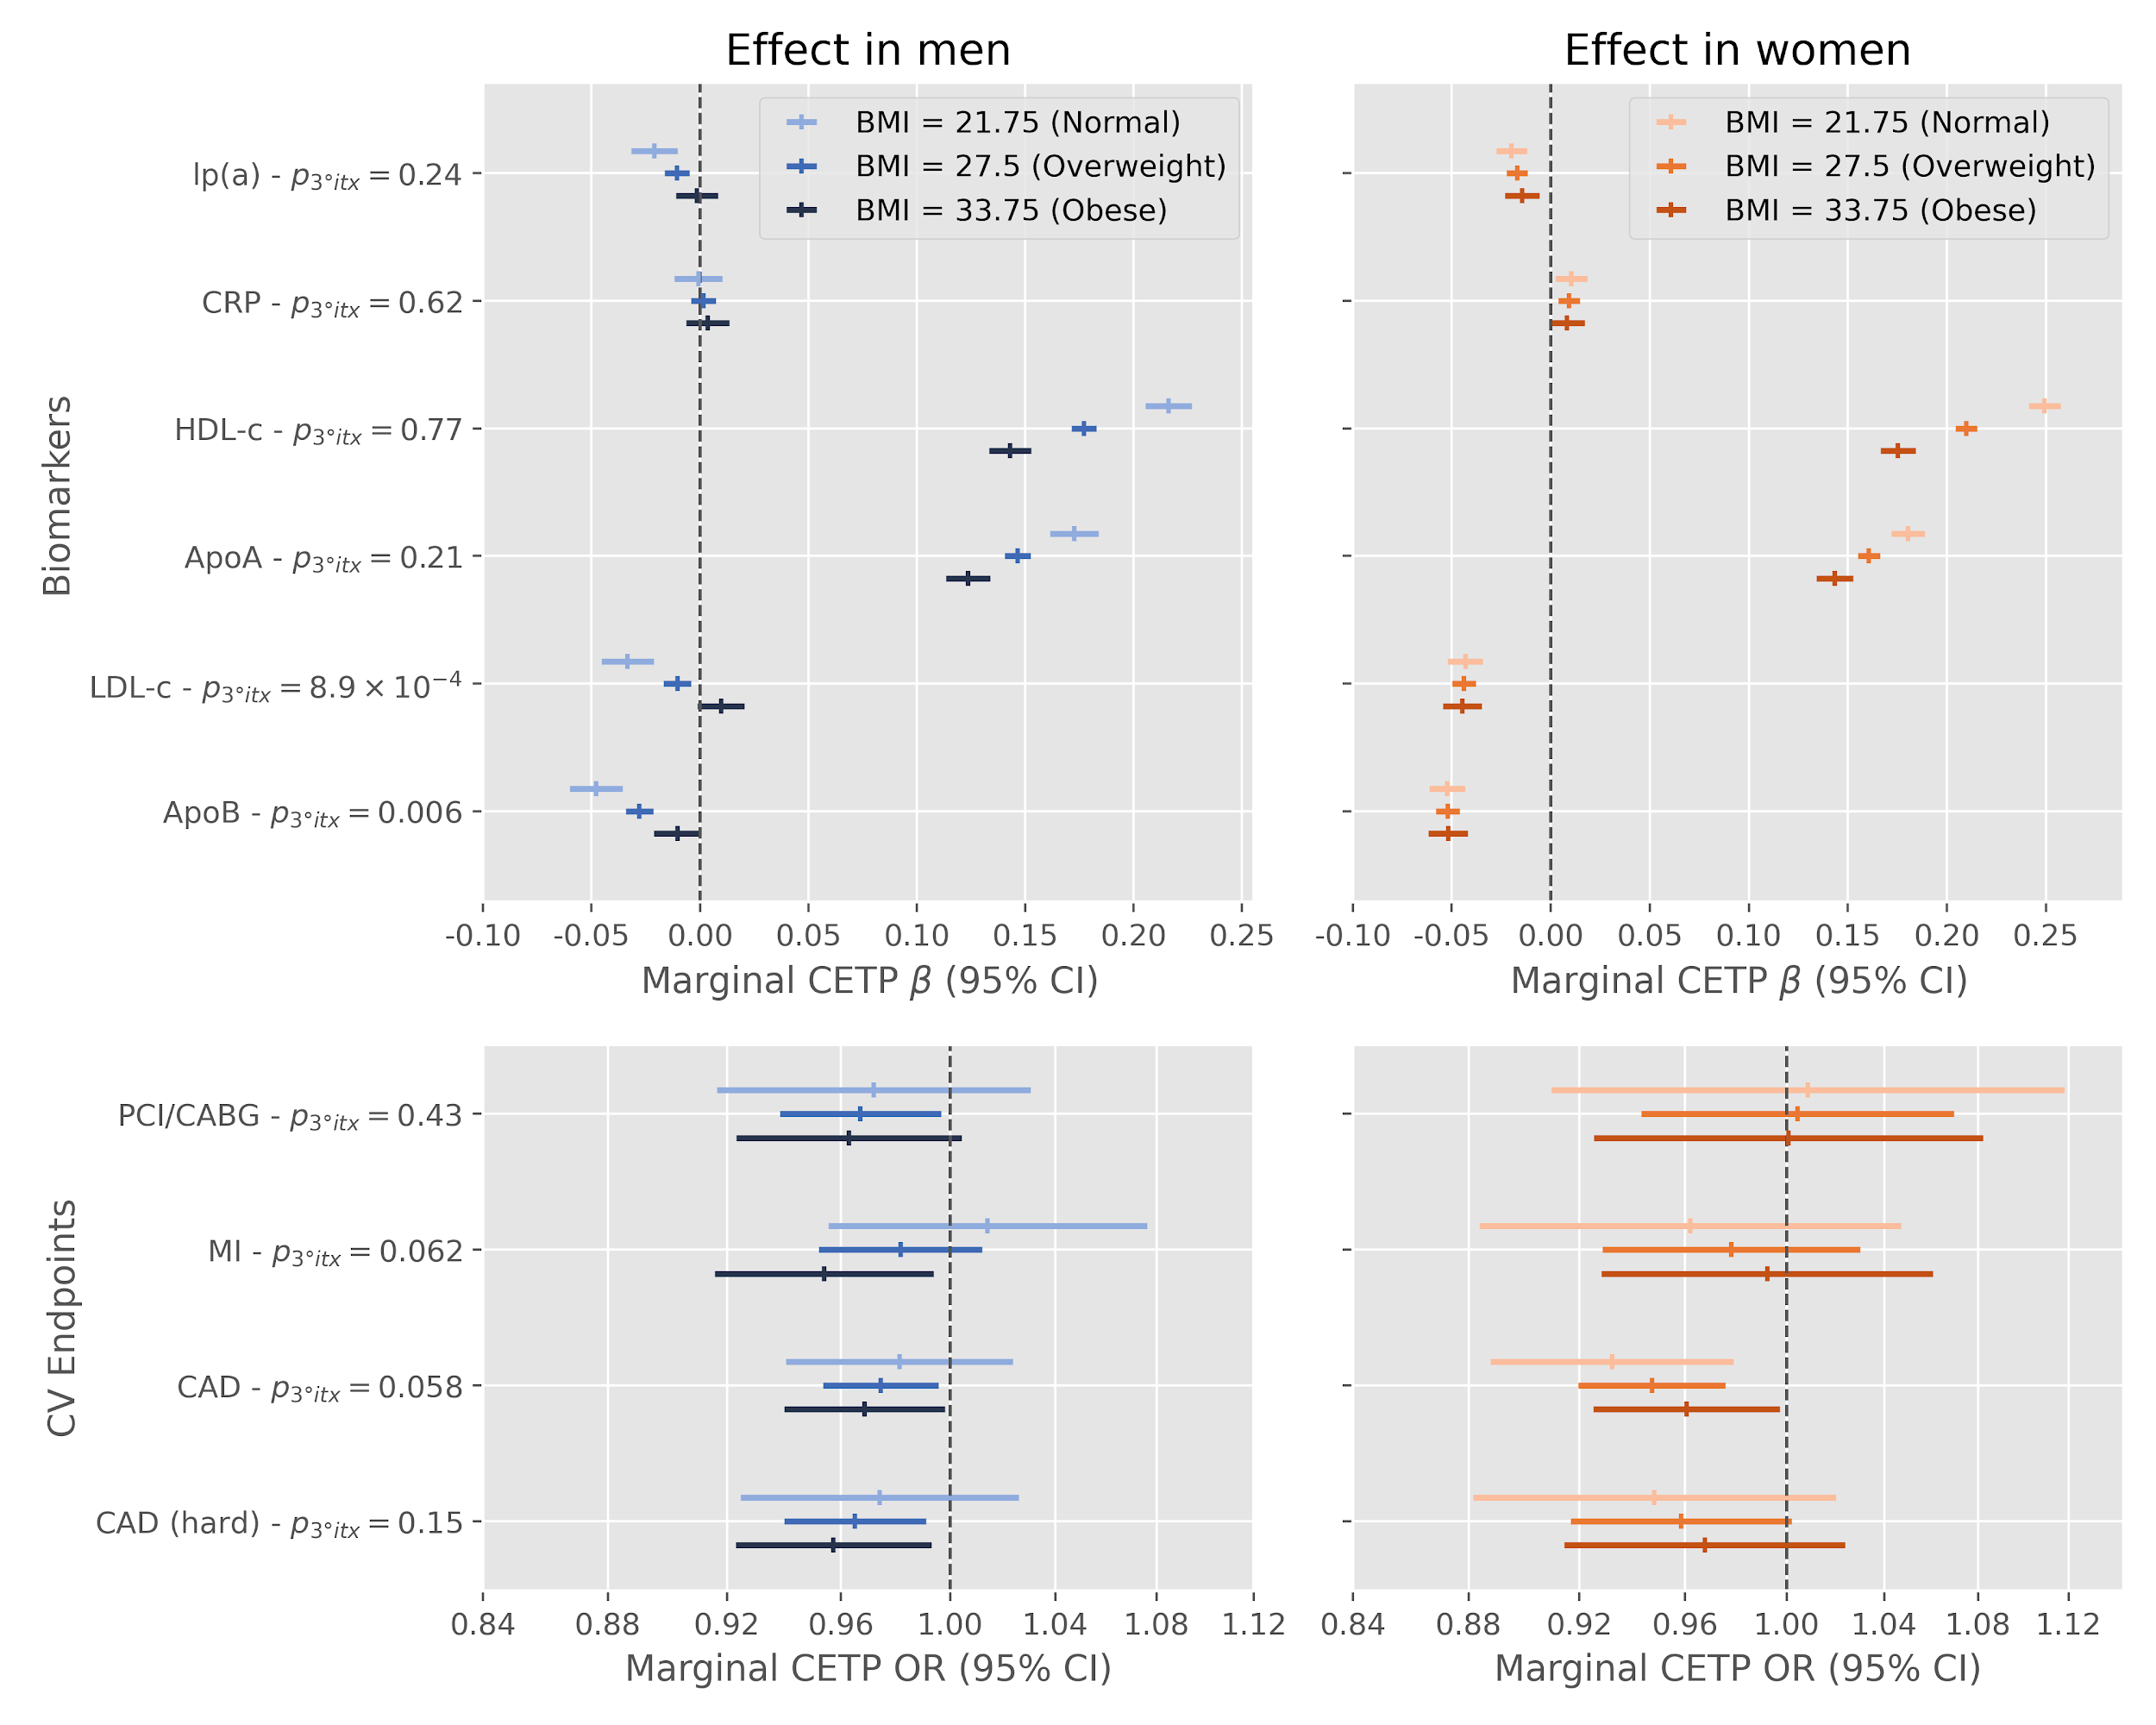 Effect in men
Effect in women
BMI = 21.75 (Normal)
BMI = 27.5 (Overweight)
BMI = 33.75 (Obese)
BMI = 21.75 (Normal)
BMI = 27.5 (Overweight)
BMI = 33.75 (Obese)
Biomarkers
lp(a) - p3°itx = 0.24
CRP - p3°itx = 0.62
HDL-c - p3°itx = 0.77
ApoA - p3°itx = 0.21
LDL-c - p3°itx = 8.9 × 10⁻⁴
ApoB - p3°itx = 0.006
-0.10 -0.05 0.00 0.05 0.10 0.15 0.20 0.25
Marginal CETP β (95% CI)
-0.10 -0.05 0.00 0.05 0.10 0.15 0.20 0.25
Marginal CETP β (95% CI)
CV Endpoints
PCI/CABG - p3°itx = 0.43
MI - p3°itx = 0.062
CAD - p3°itx = 0.058
CAD (hard) - p3°itx = 0.15
0.84 0.88 0.92 0.96 1.00 1.04 1.08 1.12
Marginal CETP OR (95% CI)
0.84 0.88 0.92 0.96 1.00 1.04 1.08 1.12
Marginal CETP OR (95% CI)